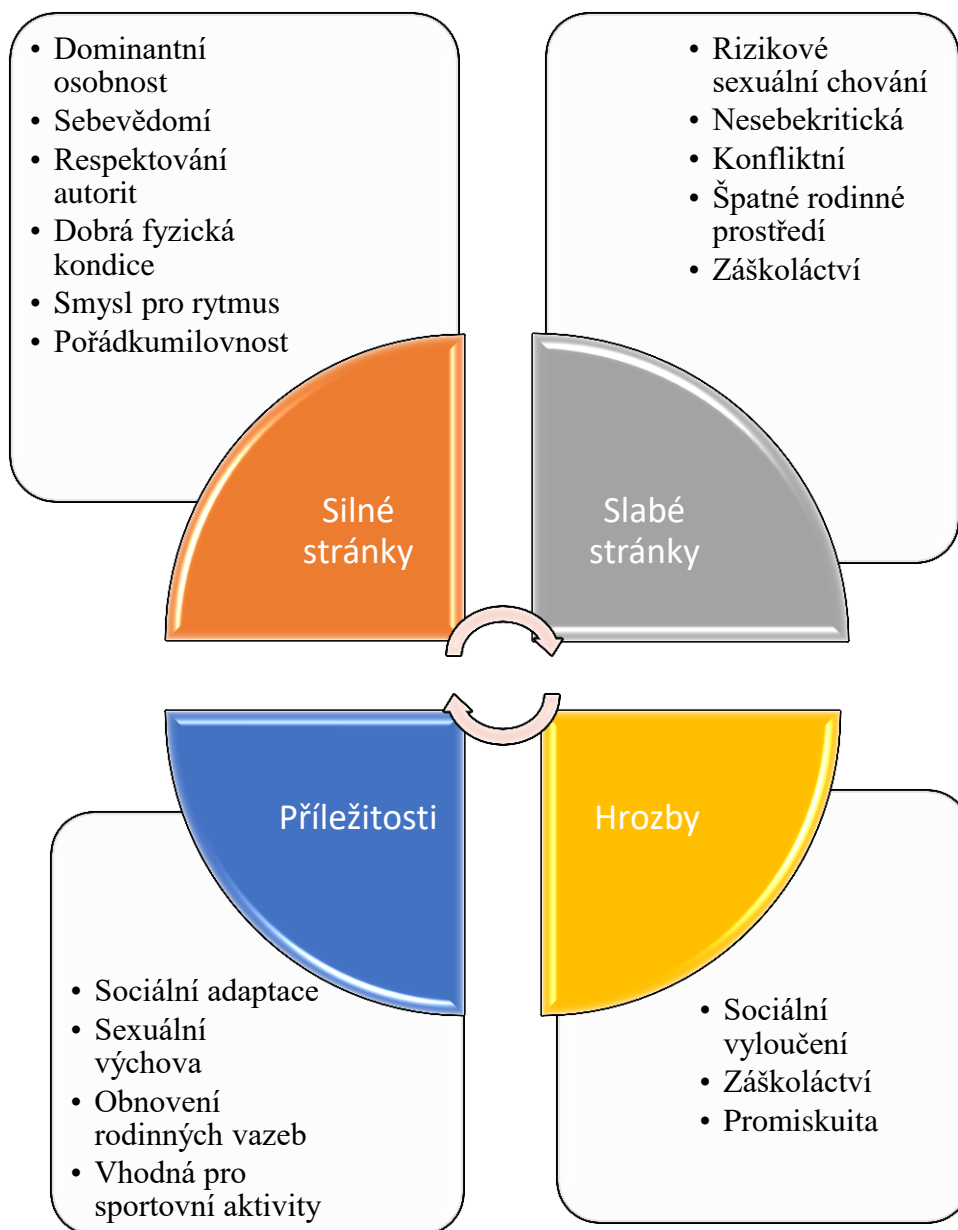 • Dominantní
osobnost
• Sebevědomí
• Respektování
autorit
• Dobrá fyzická
kondice
• Smysl pro rytmus
• Pořádkumilovnost
• Rizikové
sexuální chování
• Nesebekritická
• Konfliktní
• Špatné rodinné
prostředí
• Záškoláctví
Silné
stránky
Slabé
stránky
Příležitosti
Hrozby
• Sociální adaptace
• Sexuální
výchova
• Obnovení
rodinných vazeb
• Vhodná pro
sportovní aktivity
• Sociální
vyloučení
• Záškoláctví
• Promiskuita